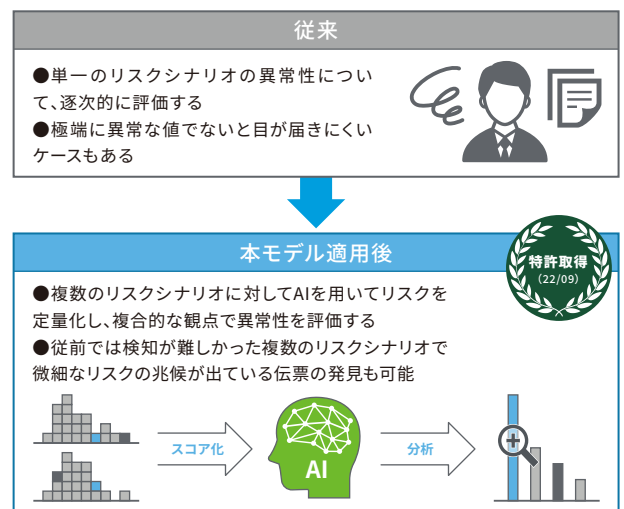 従来
●単一のリスクシナリオの異常性につい
て、逐次的に評価する
●極端に異常な値でないと目が届きにくい
ケースもある
本モデル適用後
特許取得
(22/09)
●複数のリスクシナリオに対してAIを用いてリスクを
定量化し、複合的な観点で異常性を評価する
●従前では検知が難しかった複数のリスクシナリオで
微細なリスクの兆候が出ている伝票の発見も可能
スコア化
AI
分析